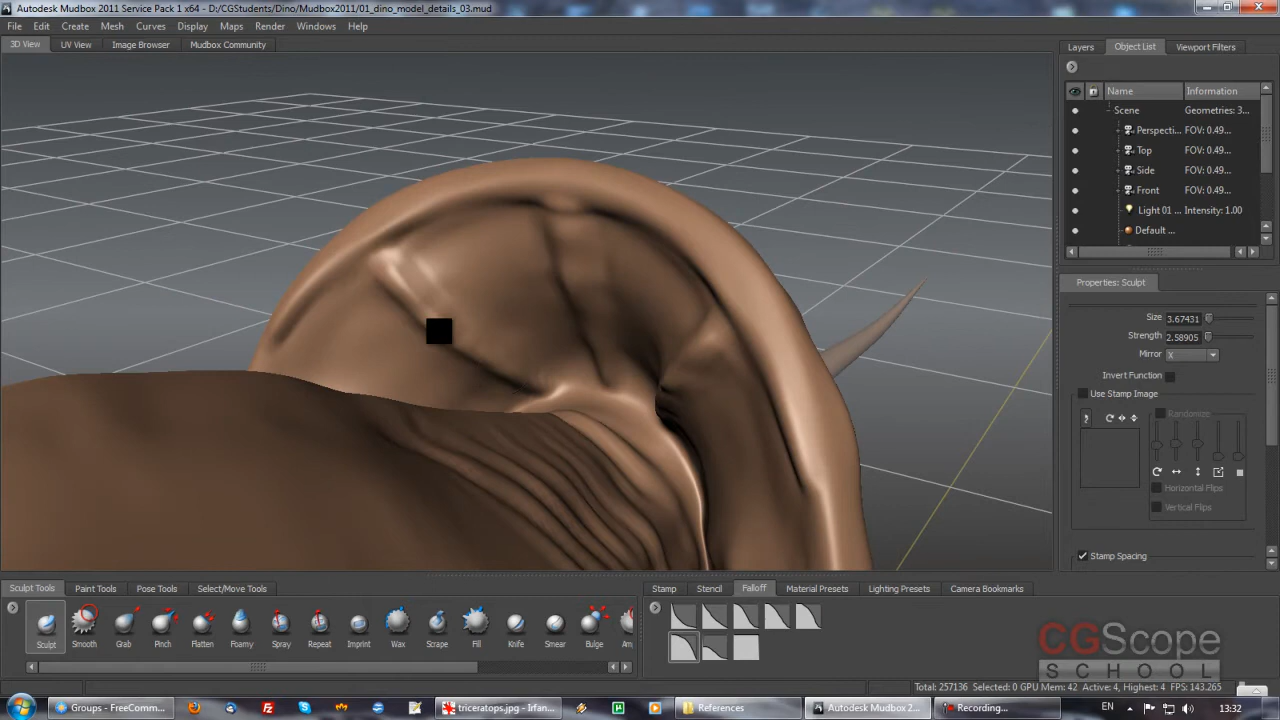 Autodesk Mudbox 2011 Service Pack 1 x64 - D:/CGStudents/Dino/Mudbox2011/01_dino_model_details_03.mud
File Edit Create Mesh Curves Display Maps Render Windows Help
3D View UV View Image Browser Mudbox Community
Layers Object List Viewport Filters
Name Information
Scene Geometries: 3...
Perspecti... FOV: 0.49...
Top FOV: 0.49...
Side FOV: 0.49...
Front FOV: 0.49...
Light 01 ... Intensity: 1.00
Default ...
Properties: Sculpt
Size 3.67431
Strength 2.58905
Mirror X
Invert Function
Use Stamp Image
Randomize
Horizontal Flips
Vertical Flips
Stamp Spacing
Sculpt Tools Paint Tools Pose Tools Select/Move Tools
Stamp Stencil Falloff Material Presets Lighting Presets Camera Bookmarks
Sculpt Smooth Grab Pinch Flatten Foamy Spray Repeat Imprint Wax Scrape Fill Knife Smear Bulge
CGScope
SCHOOL
Total: 257136 Selected: 0 GPU Mem: 42 Active: 4, Highest: 4 FPS: 143.265
Groups - FreeComm... triceratops.jpg - Irfan... References Autodesk Mudbox 2... Recording... EN 13:32